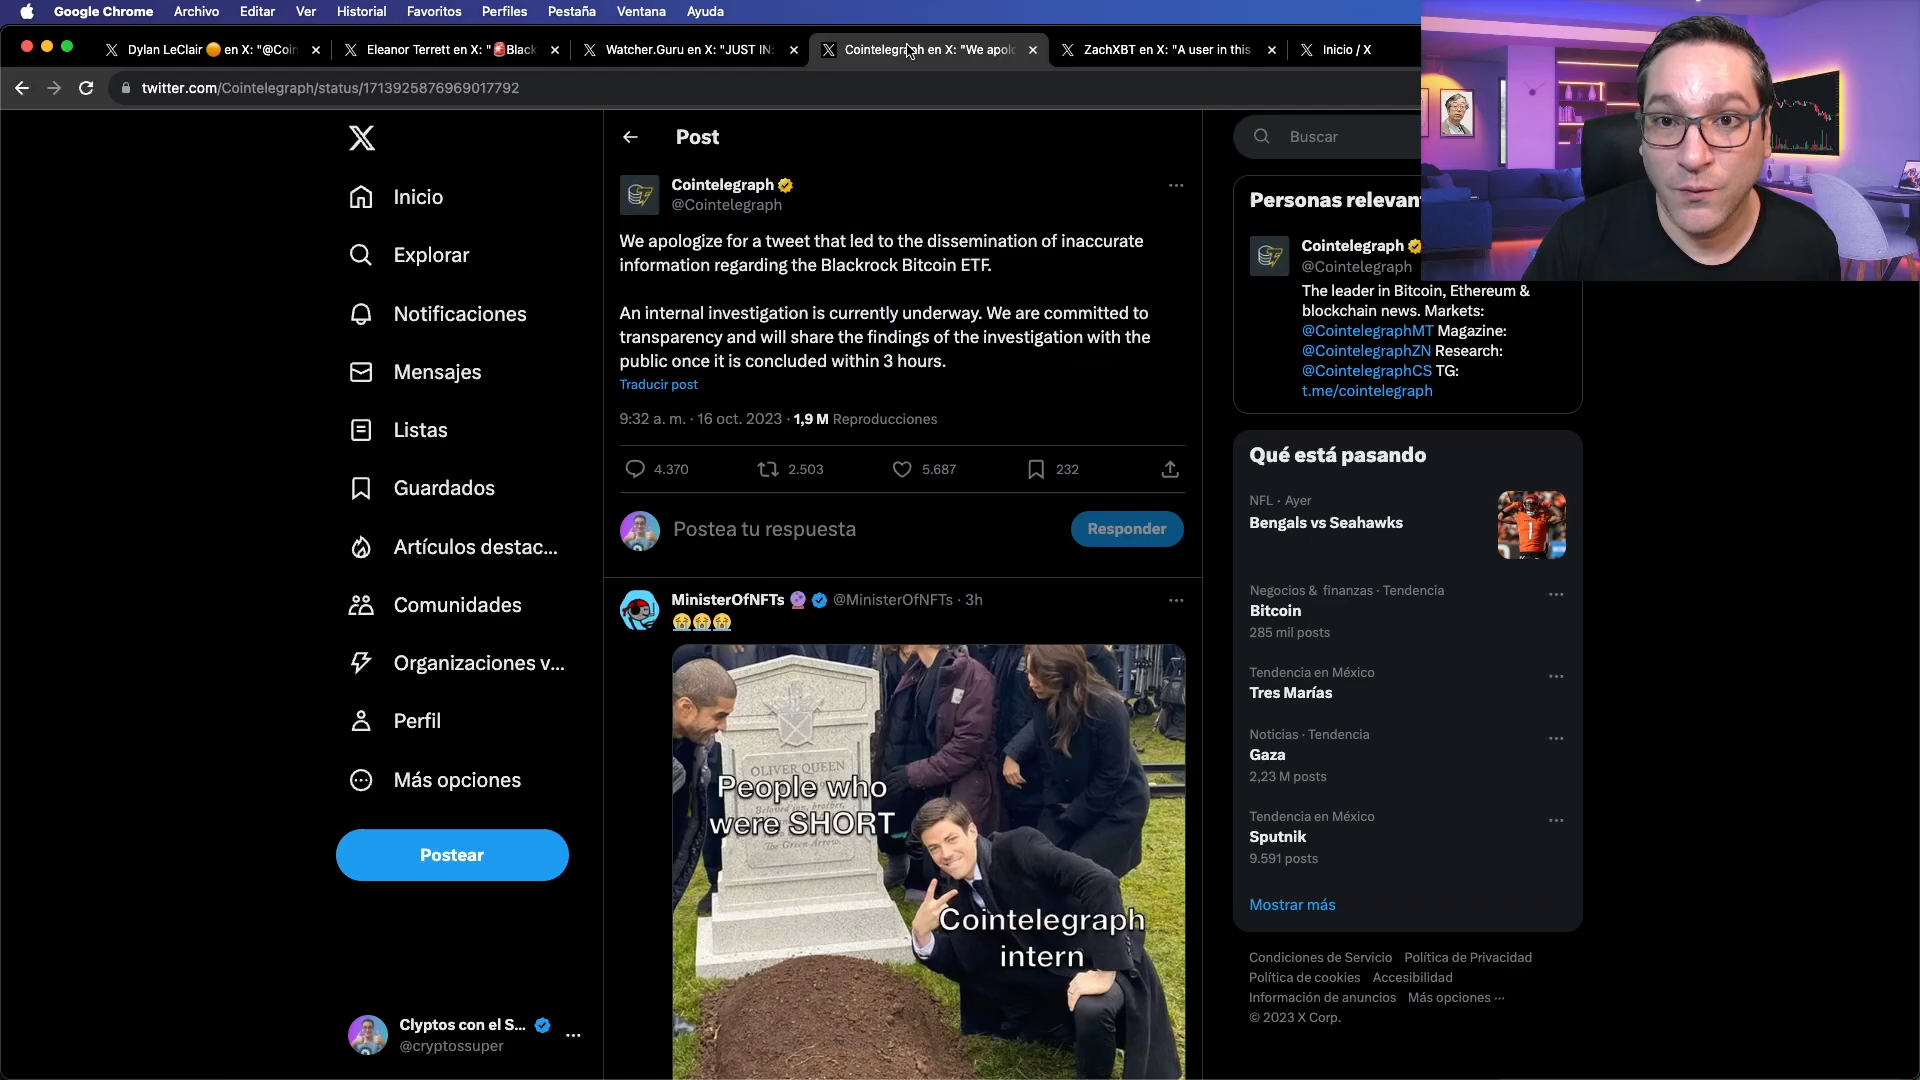 Google Chrome Archivo Editar Ver Historial Favoritos Perfiles Pestaña Ventana Ayuda
Dylan LeClair 🟠 en X: "@Coin
Eleanor Terrett en X: "🚨Black
Watcher.Guru en X: "JUST IN:
Cointelegraph en X: "We apolo
ZachXBT en X: "A user in this
Inicio / X
twitter.com/Cointelegraph/status/1713925876969017792
Inicio
Explorar
Notificaciones
Mensajes
Listas
Guardados
Artículos destac...
Comunidades
Organizaciones v...
Perfil
Más opciones
Postear
Clyptos con el S...
@cryptossuper
Post
Cointelegraph
@Cointelegraph
We apologize for a tweet that led to the dissemination of inaccurate
information regarding the Blackrock Bitcoin ETF.
An internal investigation is currently underway. We are committed to
transparency and will share the findings of the investigation with the
public once it is concluded within 3 hours.
Traducir post
9:32 a. m. · 16 oct. 2023 · 1,9 M Reproducciones
4.370 2.503 5.687 232
Postea tu respuesta
Responder
MinisterOfNFTs 🔮 @MinisterOfNFTs · 3h
😭😭😭
OLIVER QUEEN
People who
were SHORT
The Green Arrow
Cointelegraph
intern
Buscar
Personas relevan
Cointelegraph
@Cointelegraph
The leader in Bitcoin, Ethereum &
blockchain news. Markets:
@CointelegraphMT Magazine:
@CointelegraphZN Research:
@CointelegraphCS TG:
t.me/cointelegraph
Qué está pasando
NFL · Ayer
Bengals vs Seahawks
Negocios & finanzas · Tendencia
Bitcoin
285 mil posts
Tendencia en México
Tres Marías
Noticias · Tendencia
Gaza
2,23 M posts
Tendencia en México
Sputnik
9.591 posts
Mostrar más
Condiciones de Servicio Política de Privacidad
Política de cookies Accesibilidad
Información de anuncios Más opciones ···
© 2023 X Corp.